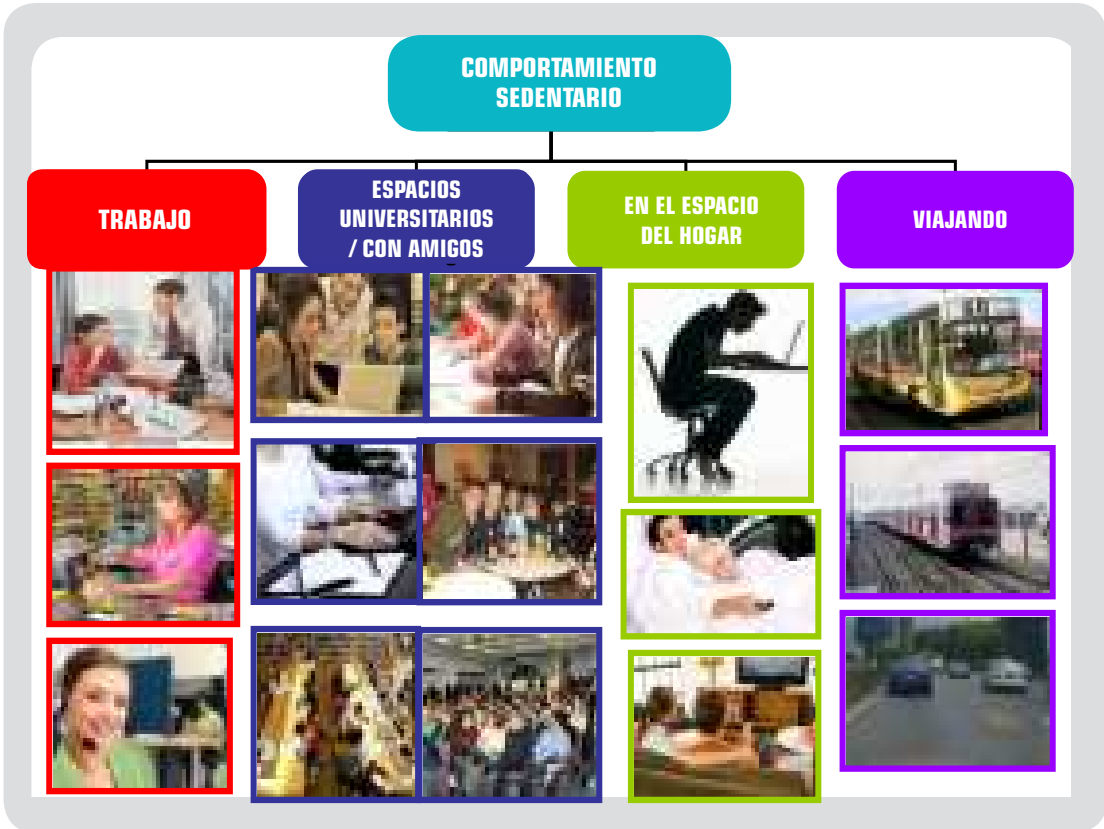 COMPORTAMIENTO
SEDENTARIO
TRABAJO
ESPACIOS
UNIVERSITARIOS
/ CON AMIGOS
EN EL ESPACIO
DEL HOGAR
VIAJANDO